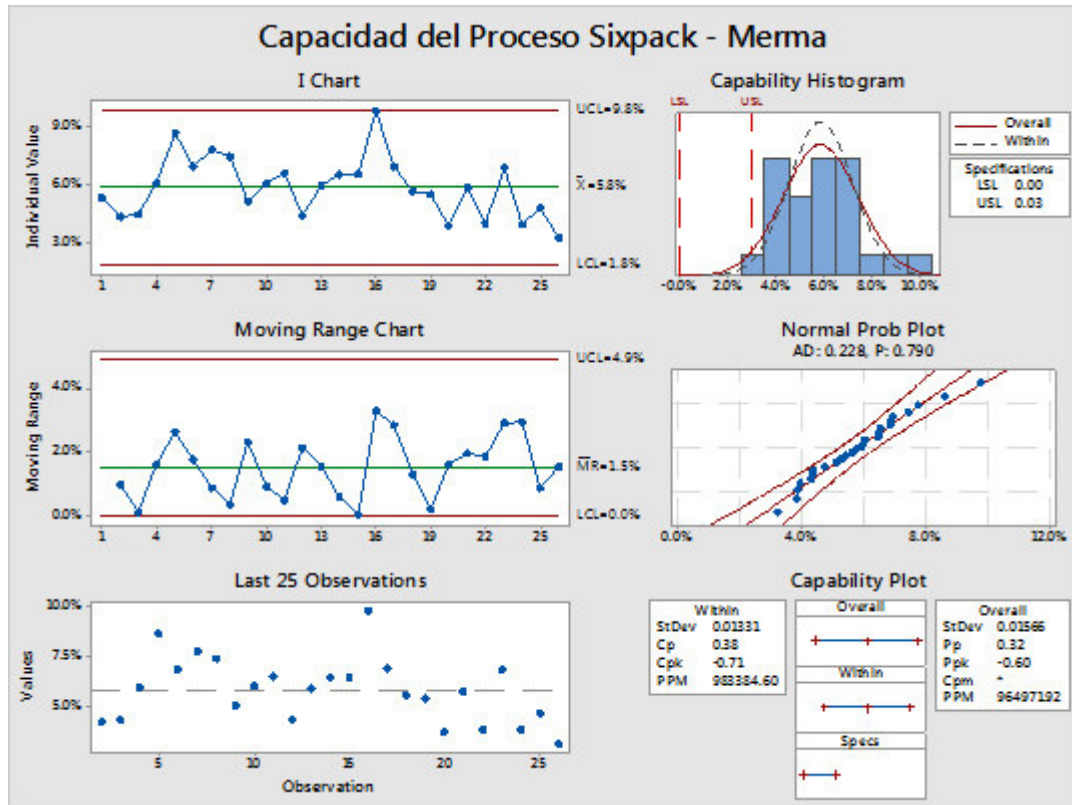 Capacidad del Proceso Sixpack - Merma
I Chart
Individual Value
9.0%
6.0%
3.0%
1 4 7 10 13 16 19 22 25
UCL=9.8%
X=5.8%
LCL=1.8%
Capability Histogram
LSL USL
-0.0% 2.0% 4.0% 6.0% 8.0% 10.0%
Overall
Within
Specifications
LSL 0.00
USL 0.03
Moving Range Chart
Moving Range
4.0%
2.0%
0.0%
1 4 7 10 13 16 19 22 25
UCL=4.9%
MR=1.5%
LCL=0.0%
Normal Prob Plot
AD: 0.228, P: 0.790
0.0% 4.0% 8.0% 12.0%
Last 25 Observations
Values
10.0%
7.5%
5.0%
5 10 15 20 25
Observation
Capability Plot
Within
StDev 0.01331
Cp 0.38
Cpk -0.71
PPM 983384.60
Overall
Within
Specs
Overall
StDev 0.01566
Pp 0.32
Ppk -0.60
Cpm *
PPM 96497192